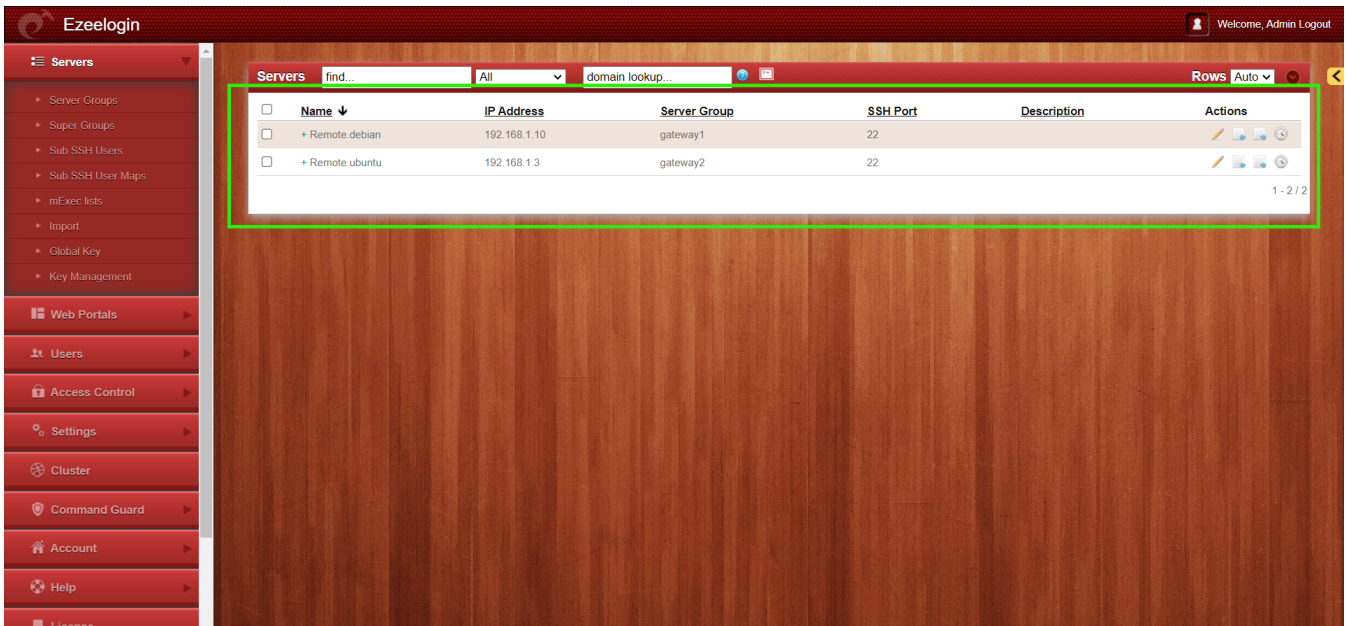 Ezeelogin
Welcome, Admin Logout
Servers
Server Groups
Super Groups
Sub SSH Users
Sub SSH User Maps
mExec lists
Import
Global Key
Key Management
Web Portals
Users
Access Control
Settings
Cluster
Command Guard
Account
Help
License
Servers find... All domain lookup... Rows Auto
Name IP Address Server Group SSH Port Description Actions
+ Remote.debian 192.168.1.10 gateway1 22
+ Remote.ubuntu 192.168.1.3 gateway2 22
1 - 2 / 2